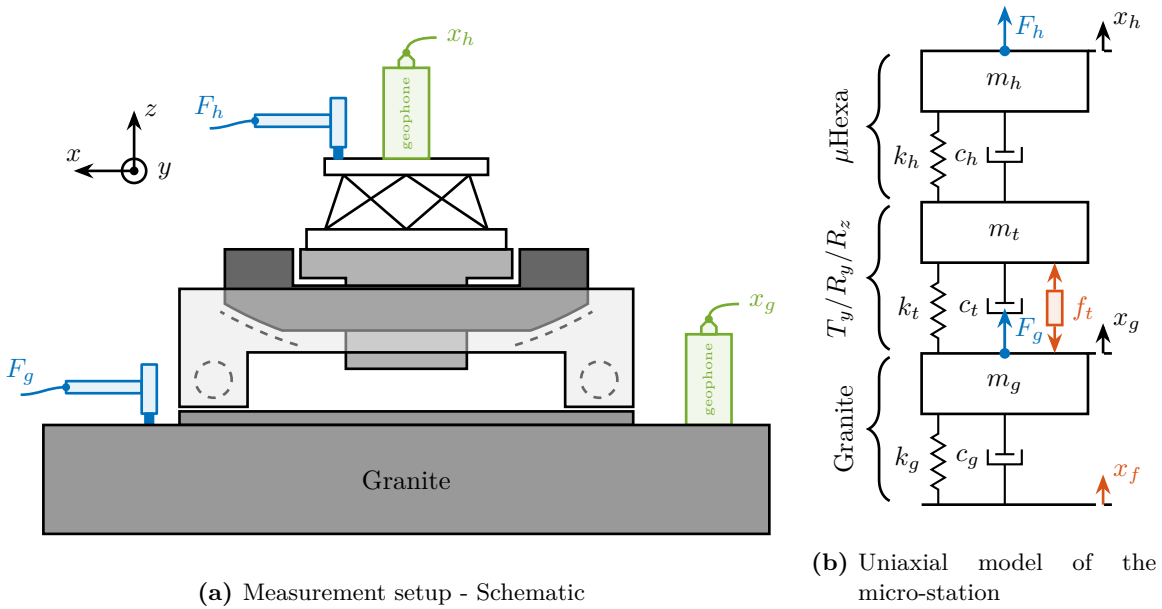 x_h
F_h
geophone
z
x
y
x_g
F_g
geophone
Granite
(a) Measurement setup - Schematic
F_h
x_h
m_h
μHexa
k_h
c_h
m_t
T_y/R_y/R_z
k_t
c_t
f_t
F_g
x_g
m_g
Granite
k_g
c_g
x_f
(b) Uniaxial model of the
micro-station